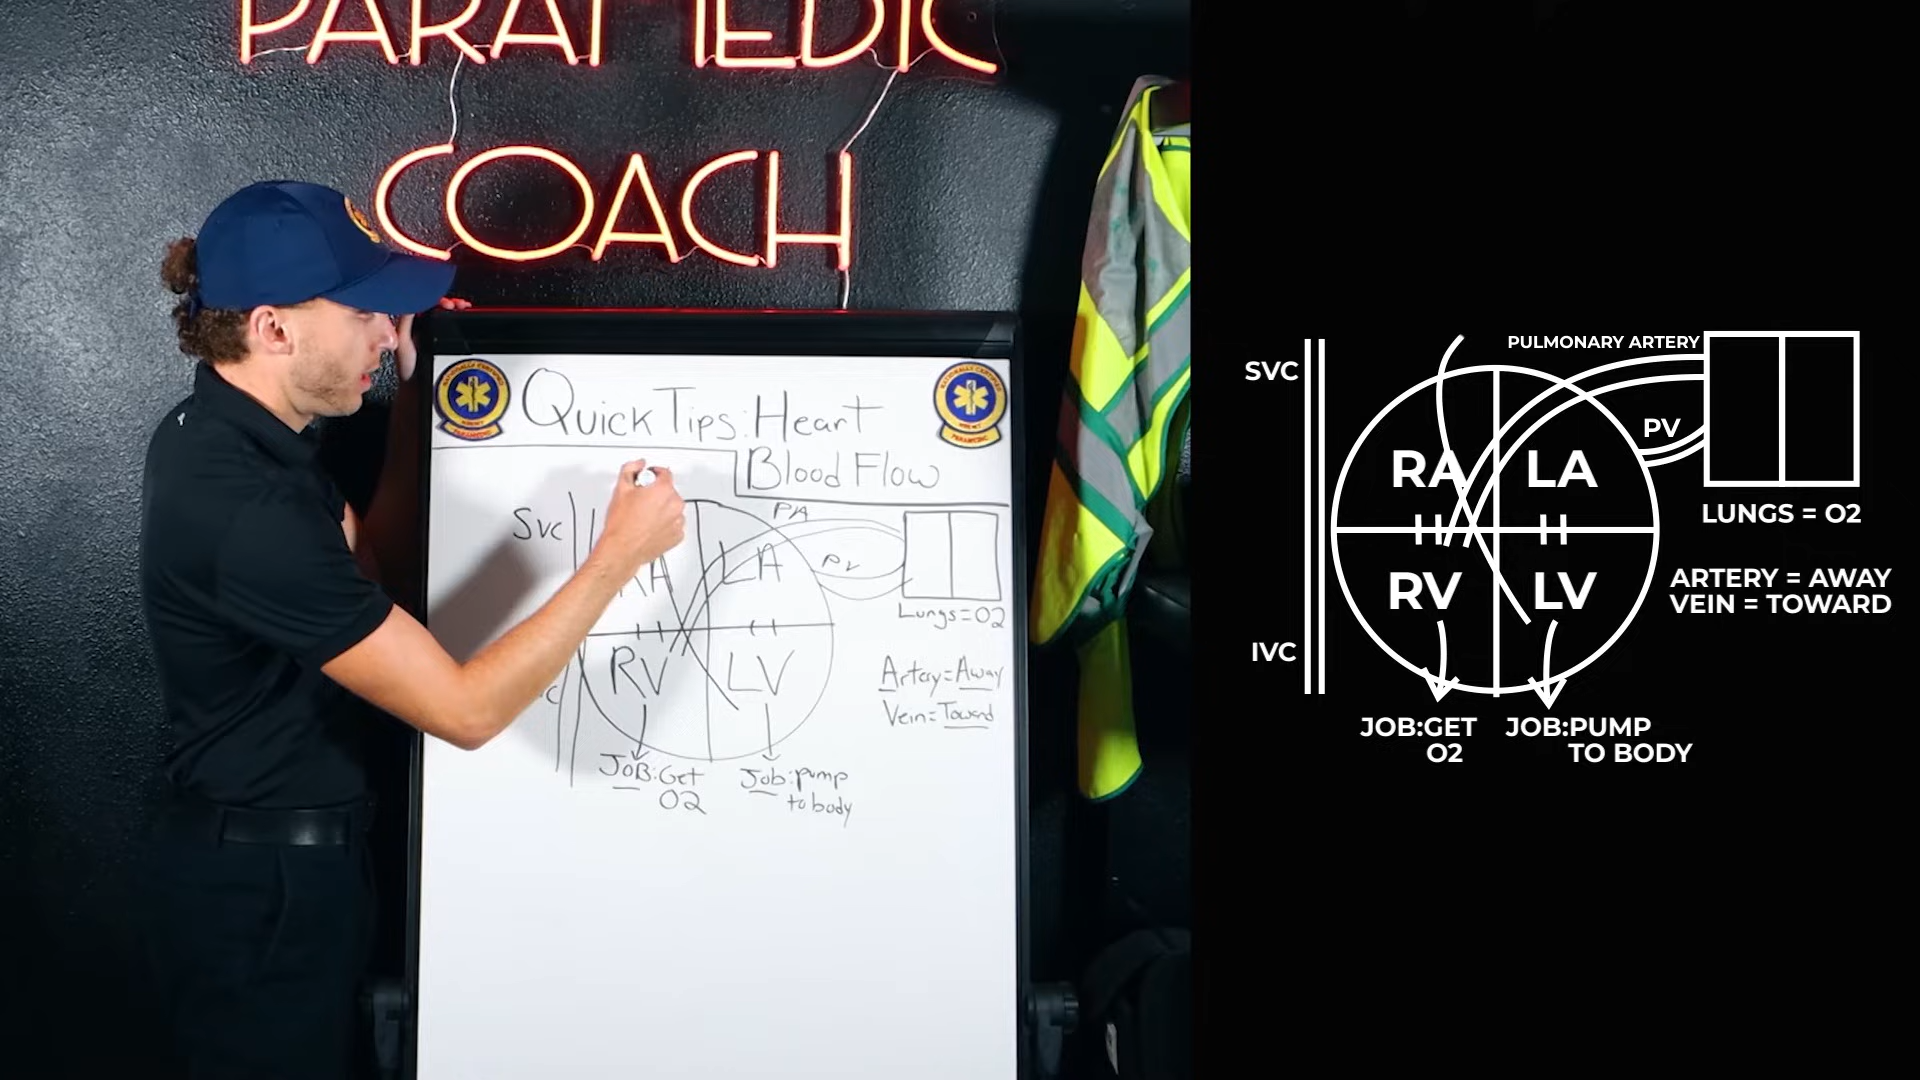 PARAMEDIC
COACH
Quick Tips: Heart
Blood Flow
SVC
PA
RA
LA
PV
Lungs=O2
RV
LV
Artery=Away
Vein=Toward
JOB:Get
O2
Job:pump
to body
PULMONARY ARTERY
SVC
PV
RA
LA
LUNGS = O2
ARTERY = AWAY
VEIN = TOWARD
RV
LV
IVC
JOB:GET
O2
JOB:PUMP
TO BODY